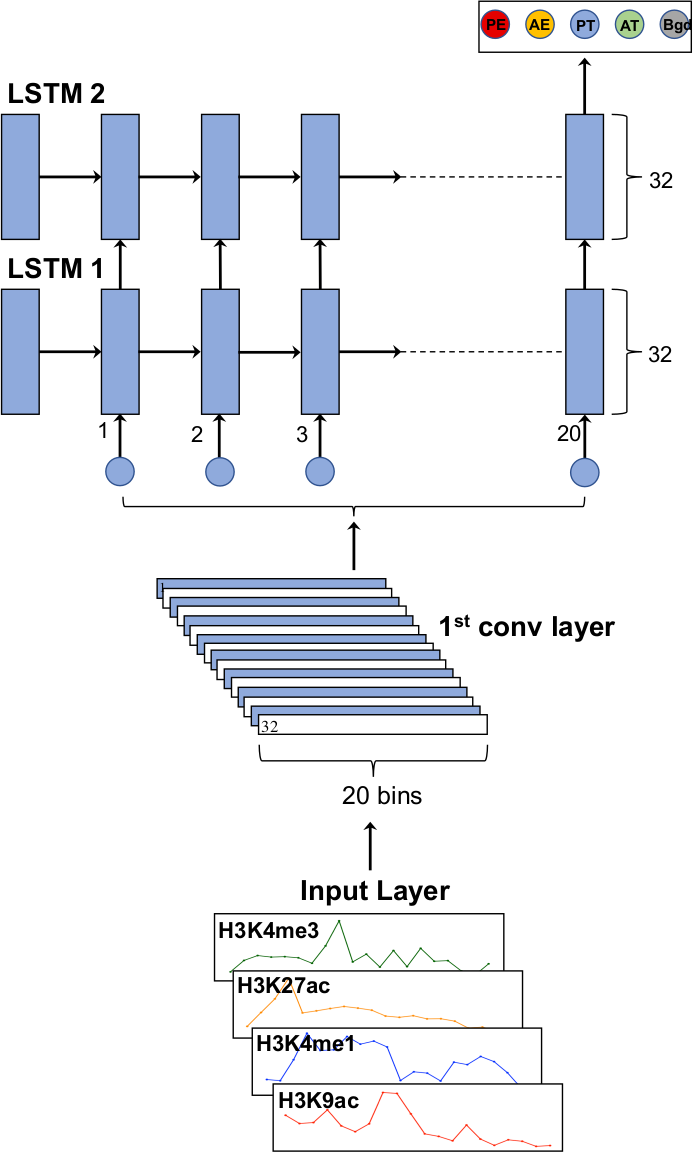 PE AE PT AT Bgd
LSTM 2
32
LSTM 1
32
1 2 3 20
1st conv layer
32
20 bins
Input Layer
H3K4me3
H3K27ac
H3K4me1
H3K9ac